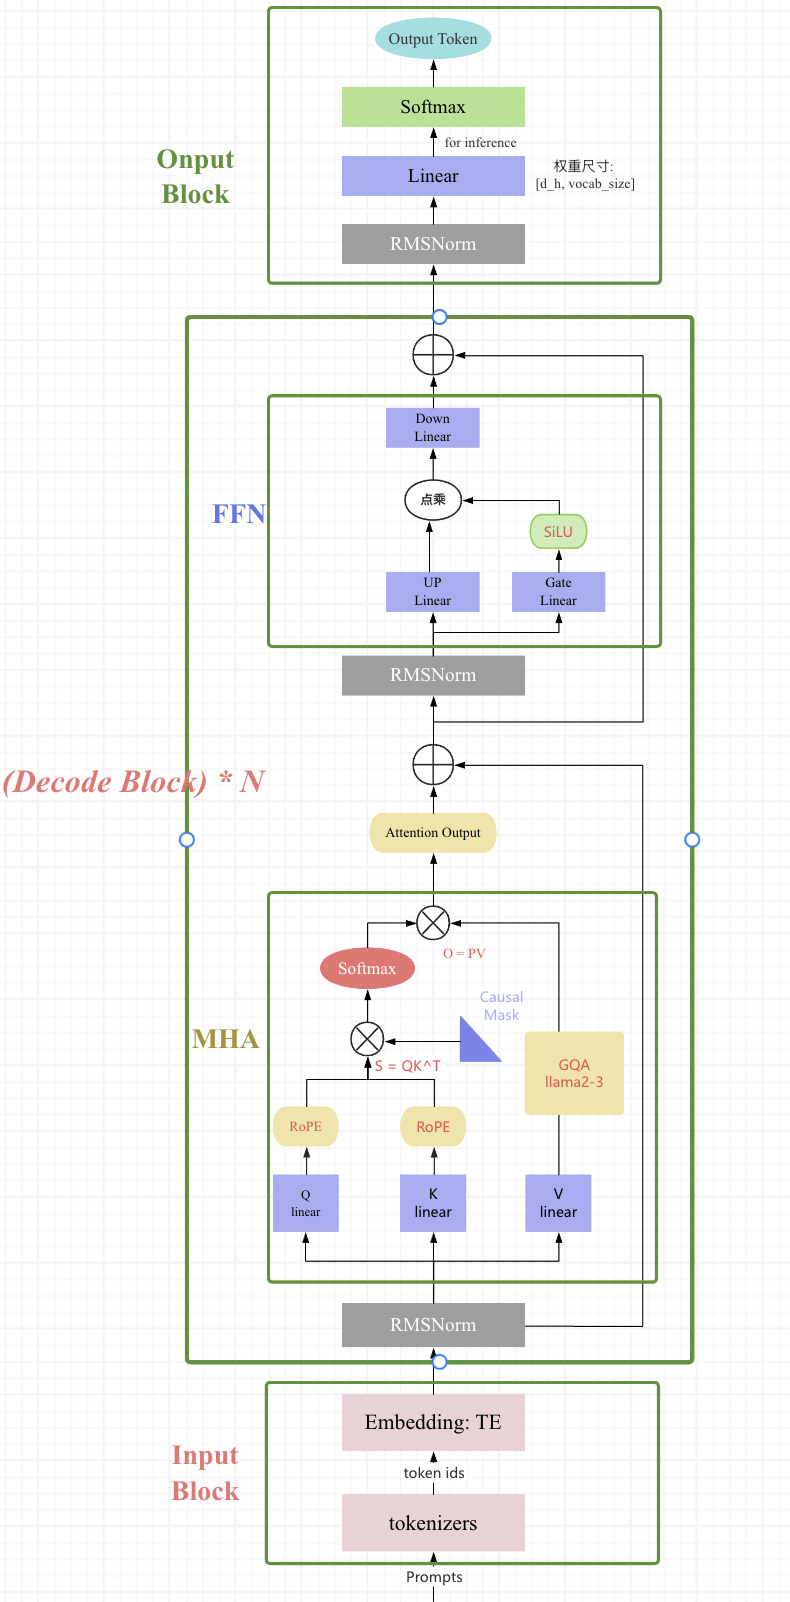 Output Token
Softmax
for inference
Onput
Block
Linear
权重尺寸:
[d_h, vocab_size]
RMSNorm
Down
Linear
点乘
FFN
SiLU
UP
Linear
Gate
Linear
RMSNorm
(Decode Block) * N
Attention Output
O = PV
Softmax
Causal
Mask
MHA
S = QK^T
GQA
llama2-3
RoPE
RoPE
Q
linear
K
linear
V
linear
RMSNorm
Embedding: TE
Input
Block
token ids
tokenizers
Prompts